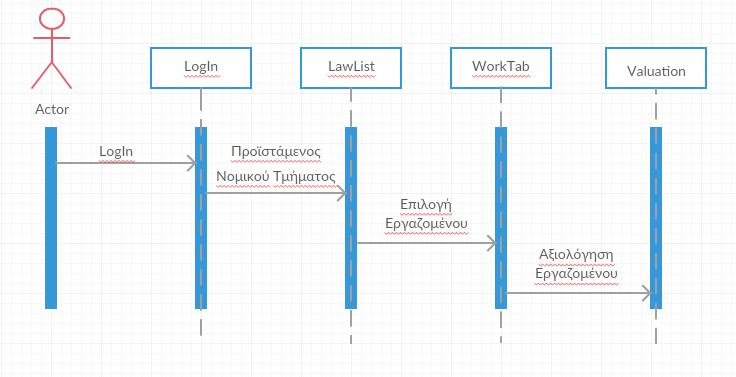 LogIn
LawList
WorkTab
Valuation
Actor
LogIn
Προϊστάμενος
Νομικού Τμήματος
Επιλογή
Εργαζομένου
Αξιολόγηση
Εργαζομένου